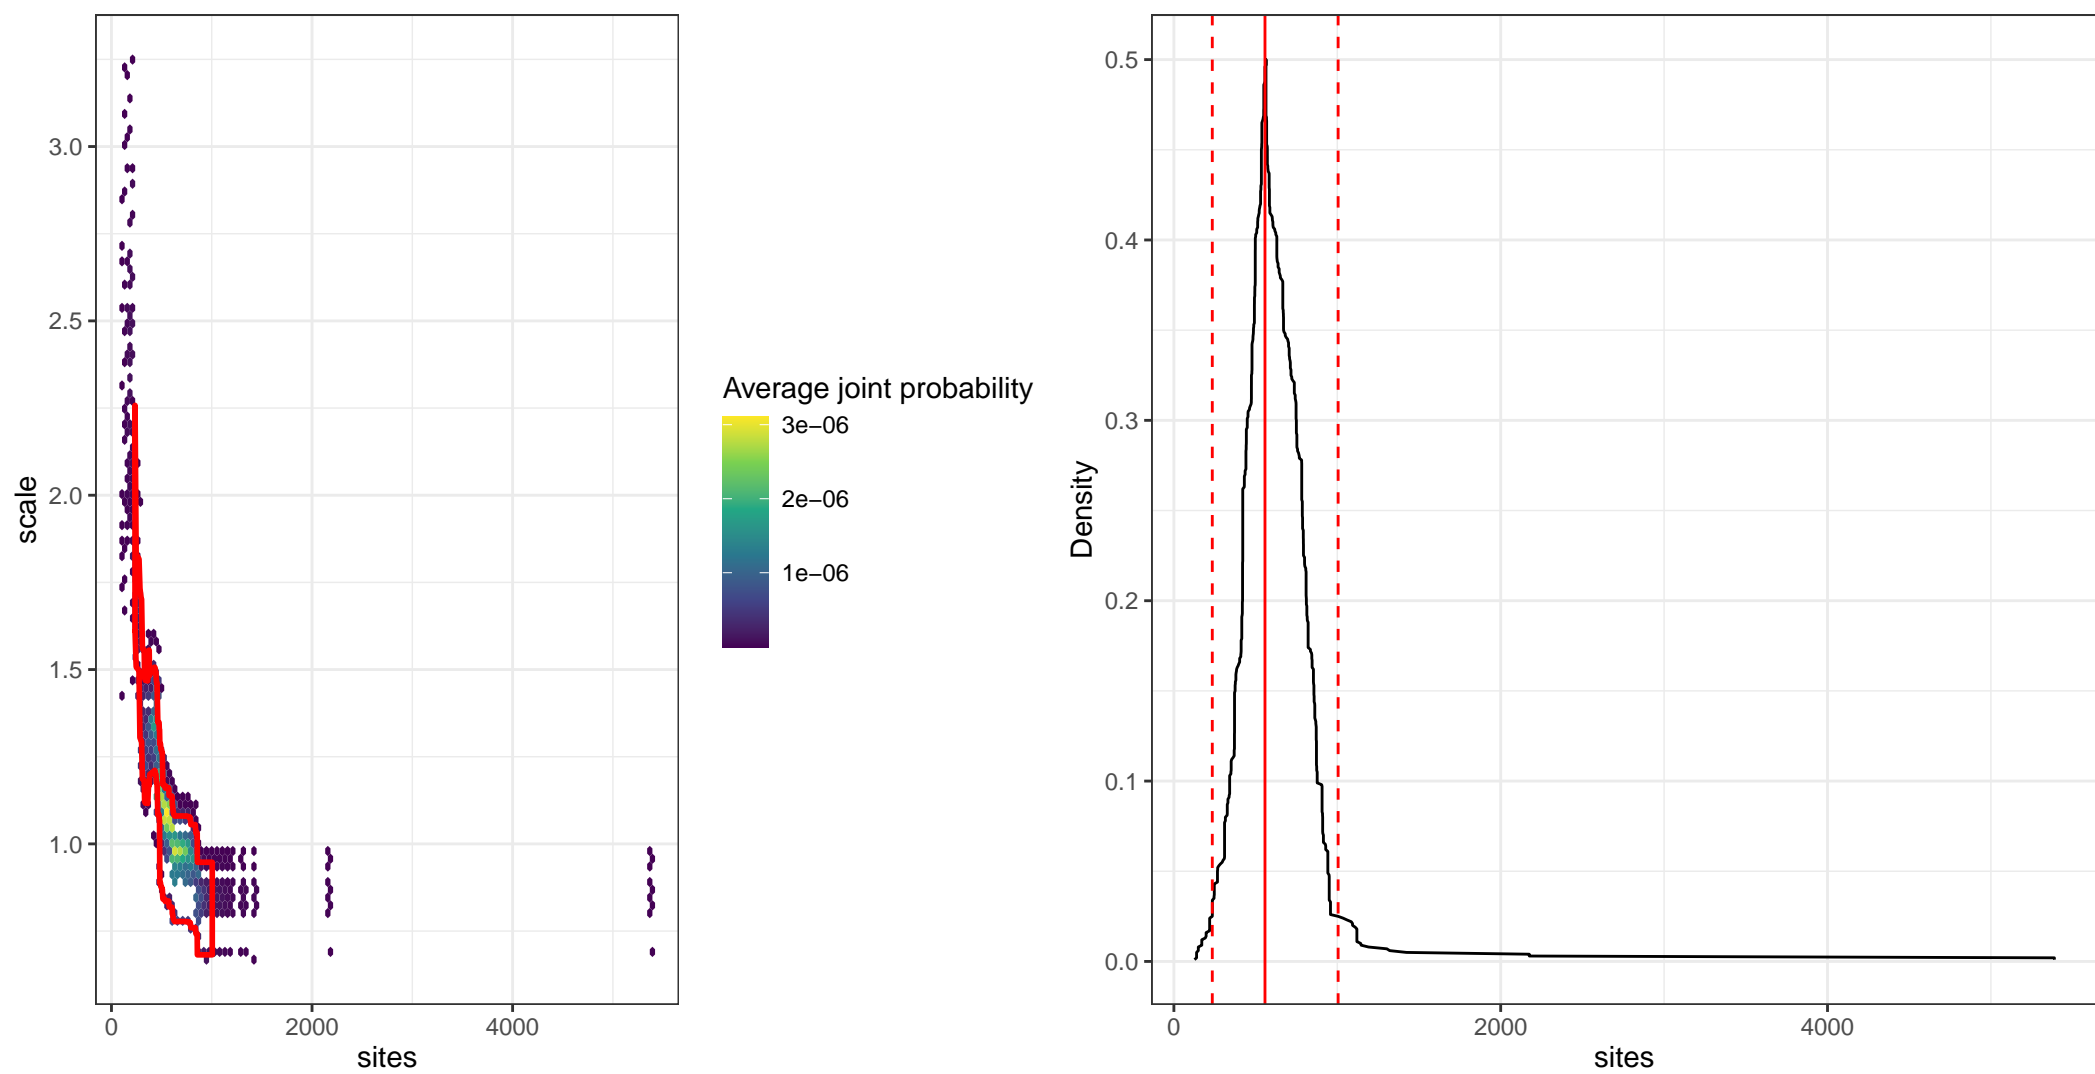 scale
3.0
2.5
2.0
1.5
1.0
0 2000 4000
sites
Average joint probability
3e−06
2e−06
1e−06
Density
0.5
0.4
0.3
0.2
0.1
0.0
0 2000 4000
sites